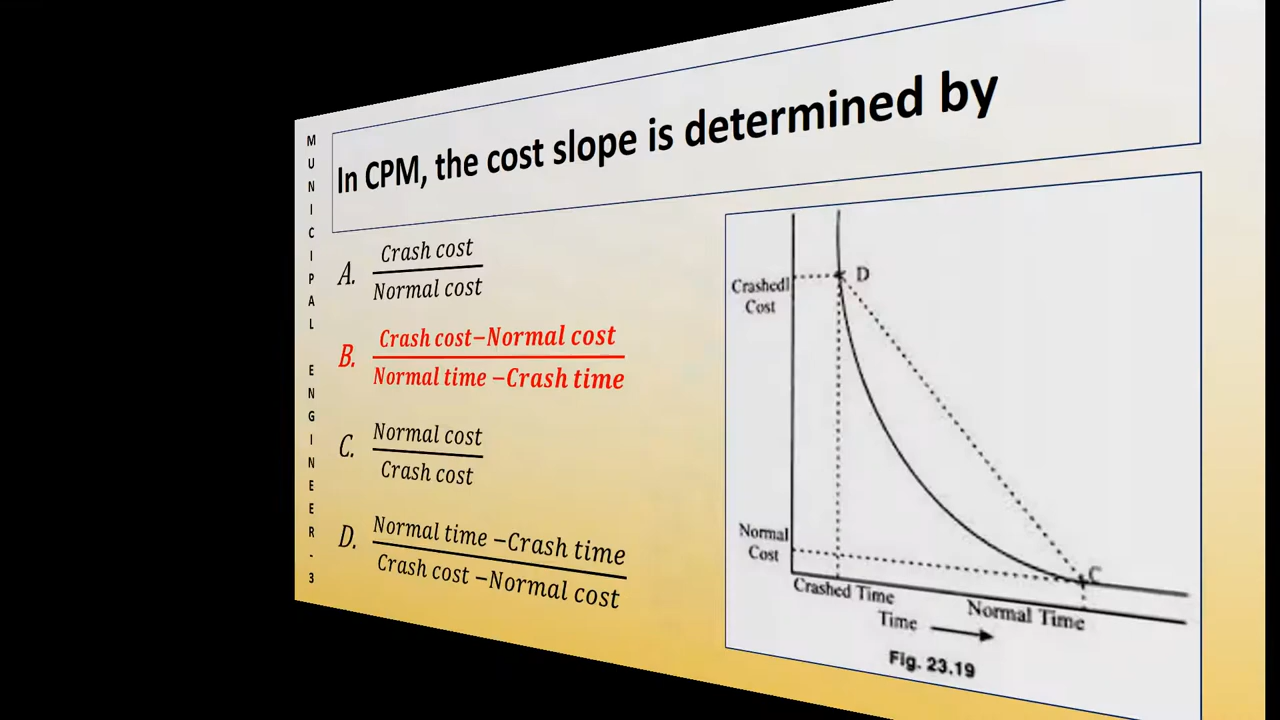 MUNICIPAL ENGINEER-3
In CPM, the cost slope is determined by
A. Crash cost
Normal cost
B. Crash cost−Normal cost
Normal time −Crash time
C. Normal cost
Crash cost
D. Normal time −Crash time
Crash cost −Normal cost
D
Crashedl
Cost
Normal
Cost
C
Crashed Time
Normal Time
Time
Fig. 23.19